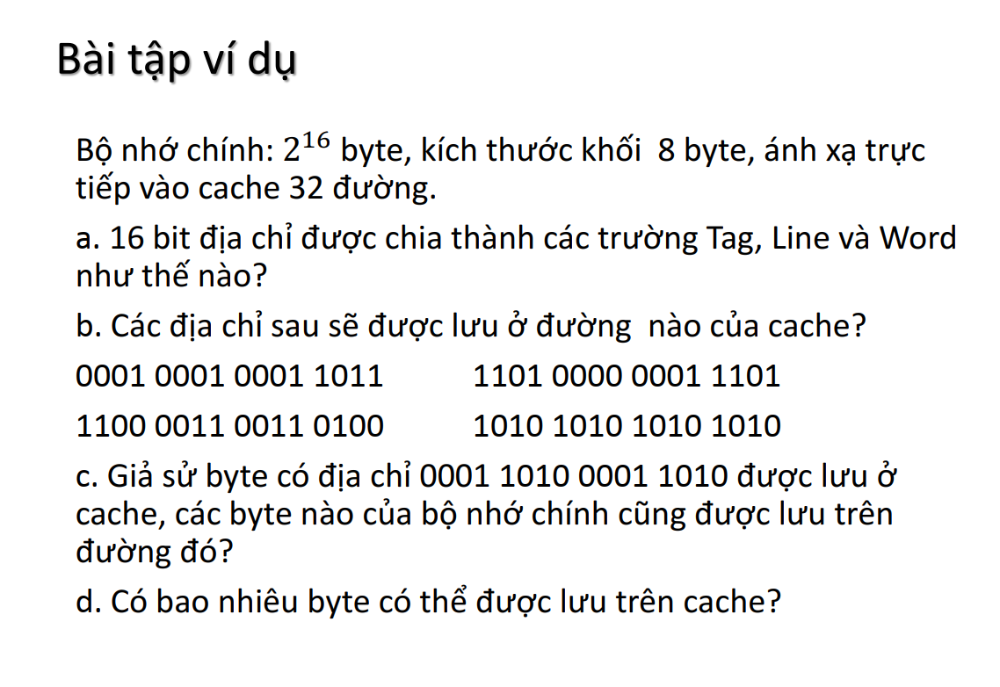 Bài tập ví dụ
Bộ nhớ chính: 2^16 byte, kích thước khối 8 byte, ánh xạ trực
tiếp vào cache 32 đường.
a. 16 bit địa chỉ được chia thành các trường Tag, Line và Word
như thế nào?
b. Các địa chỉ sau sẽ được lưu ở đường nào của cache?
0001 0001 0001 1011 1101 0000 0001 1101
1100 0011 0011 0100 1010 1010 1010 1010
c. Giả sử byte có địa chỉ 0001 1010 0001 1010 được lưu ở
cache, các byte nào của bộ nhớ chính cũng được lưu trên
đường đó?
d. Có bao nhiêu byte có thể được lưu trên cache?